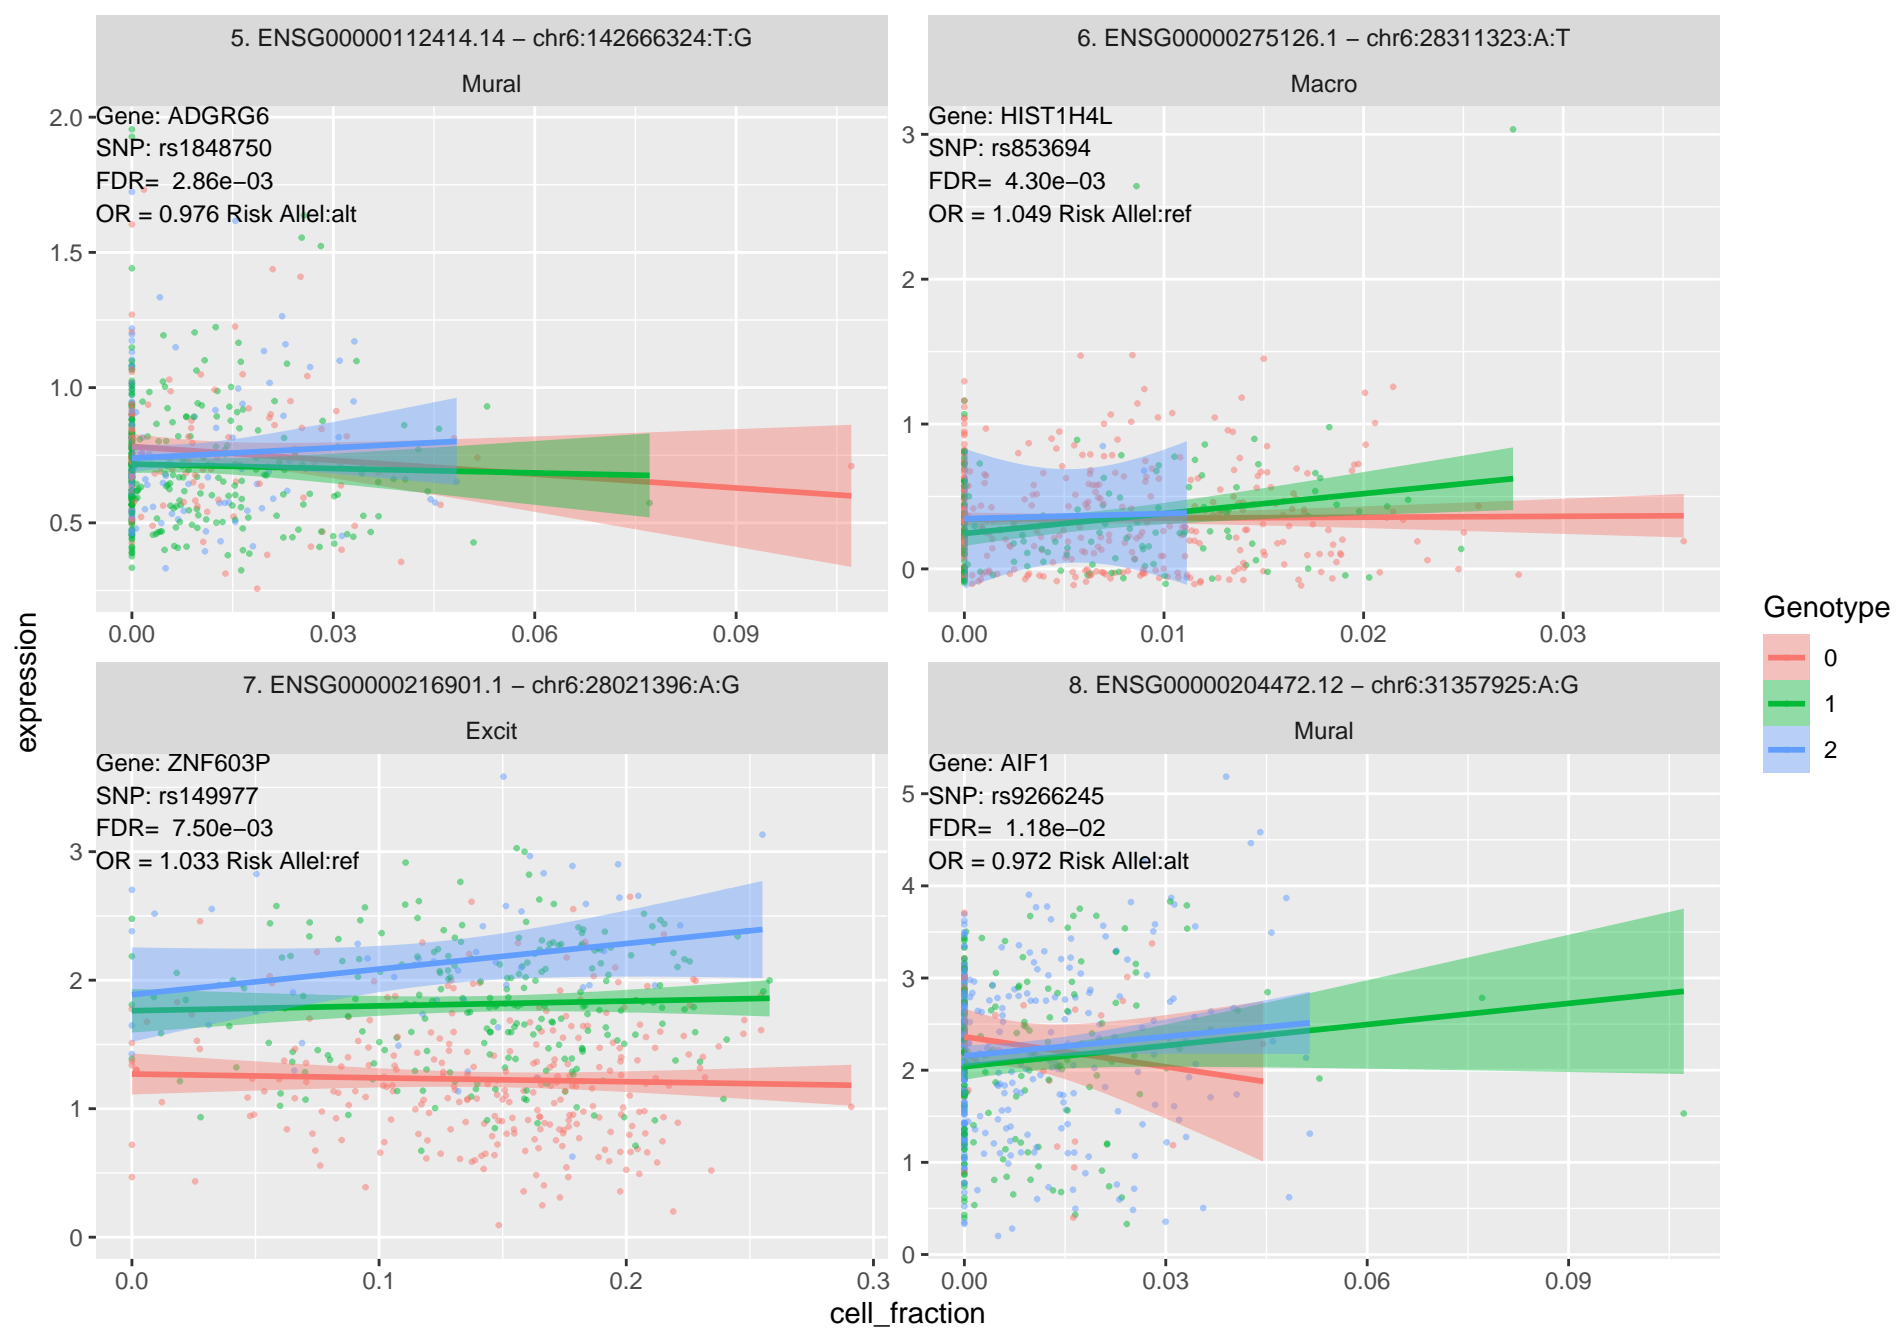 5. ENSG00000112414.14 − chr6:142666324:T:G
Mural
Gene: ADGRG6
SNP: rs1848750
FDR= 2.86e−03
OR = 0.976 Risk Allel:alt
2.0
1.5
1.0
0.5
0.00 0.03 0.06 0.09
6. ENSG00000275126.1 − chr6:28311323:A:T
Macro
Gene: HIST1H4L
SNP: rs853694
FDR= 4.30e−03
OR = 1.049 Risk Allel:ref
3
2
1
0
0.00 0.01 0.02 0.03
7. ENSG00000216901.1 − chr6:28021396:A:G
Excit
Gene: ZNF603P
SNP: rs149977
FDR= 7.50e−03
OR = 1.033 Risk Allel:ref
3
2
1
0
0.0 0.1 0.2 0.3
8. ENSG00000204472.12 − chr6:31357925:A:G
Mural
Gene: AIF1
SNP: rs9266245
FDR= 1.18e−02
OR = 0.972 Risk Allel:alt
5
4
3
2
1
0
0.00 0.03 0.06 0.09
expression
cell_fraction
Genotype
0
1
2